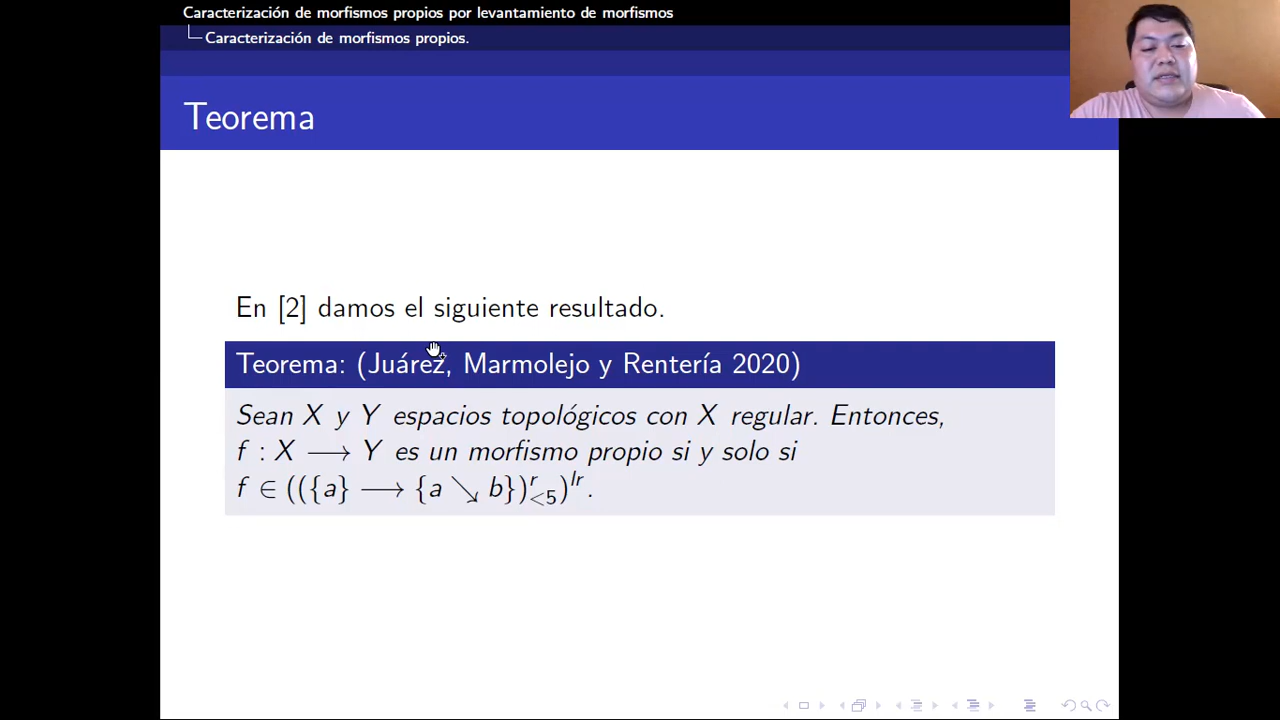 Caracterización de morfismos propios por levantamiento de morfismos
Caracterización de morfismos propios.
Teorema
En [2] damos el siguiente resultado.
Teorema: (Juárez, Marmolejo y Rentería 2020)
Sean X y Y espacios topológicos con X regular. Entonces,
f : X ⟶ Y es un morfismo propio si y solo si
f ∈ (({a} ⟶ {a ↘ b})^r_{<5})^{lr}.